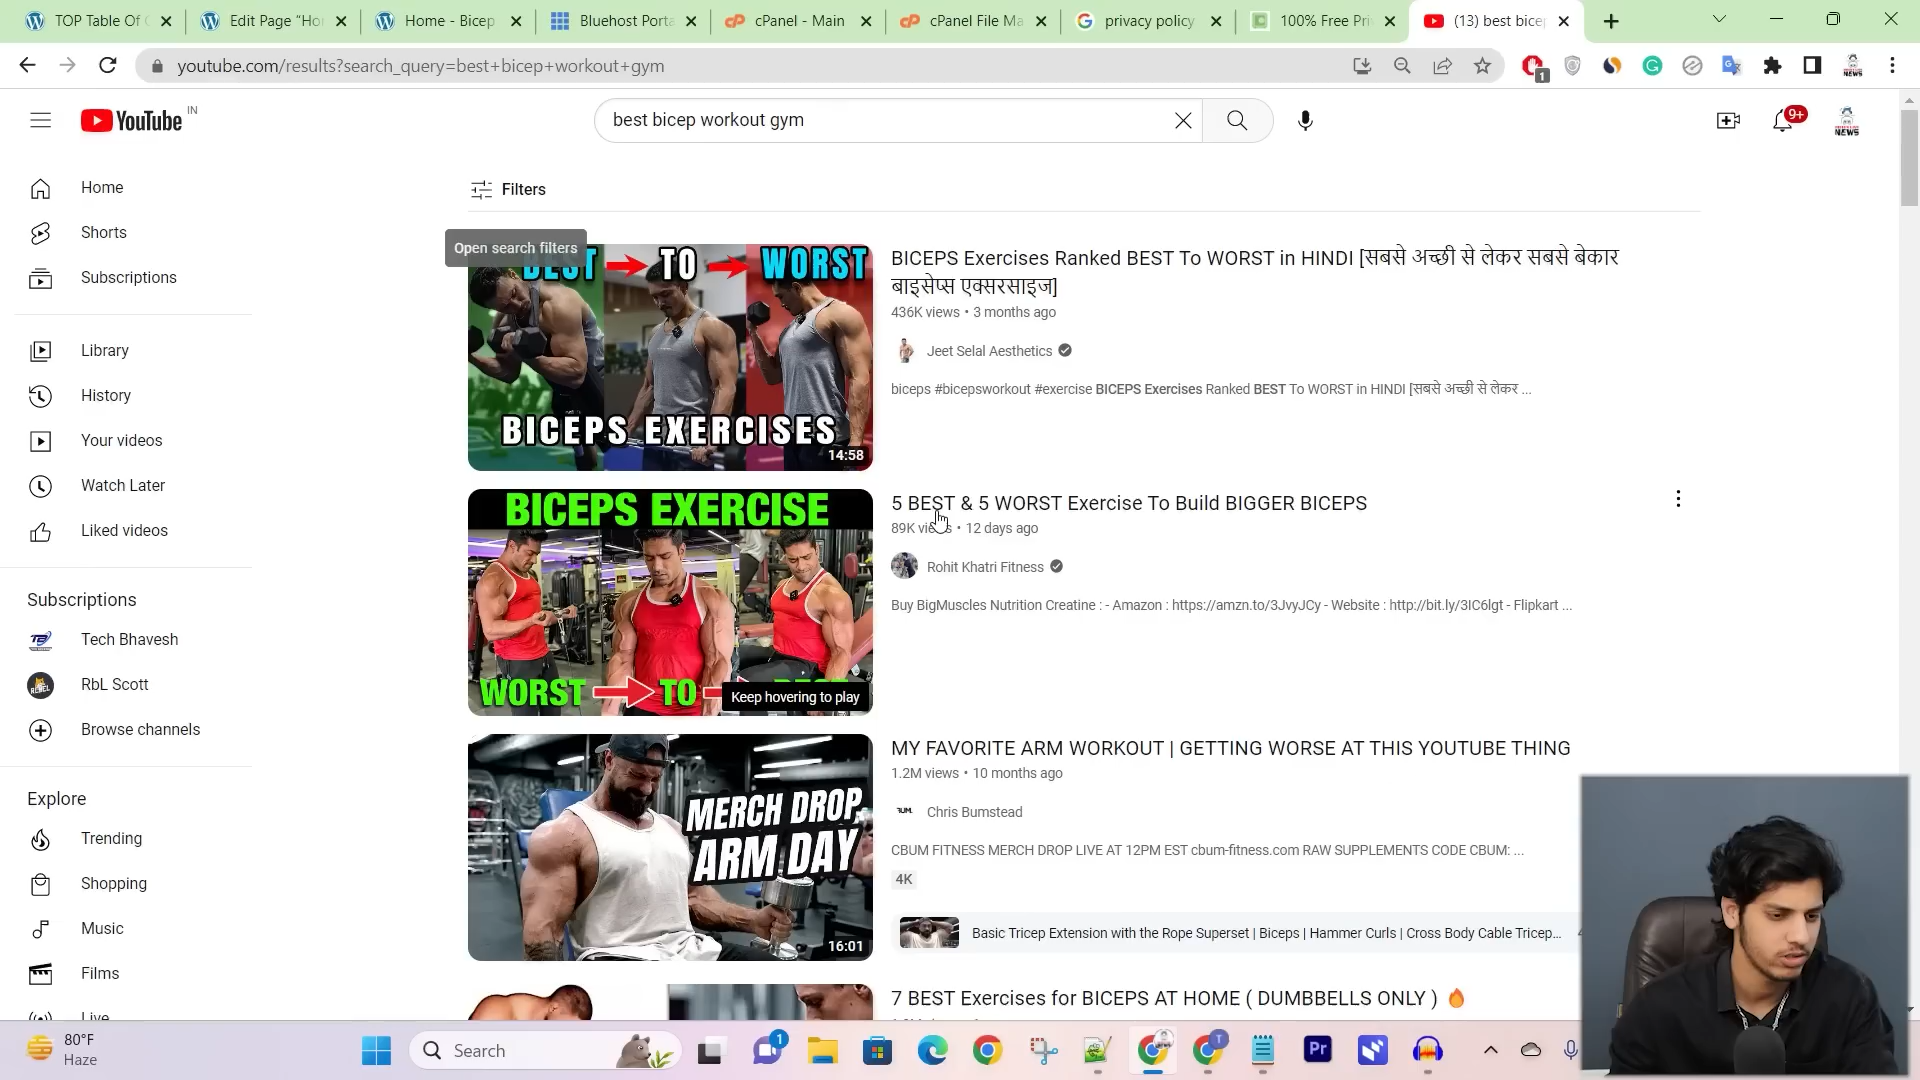 TOP Table Of C
Edit Page "Ho
Home - Bicep
Bluehost Porta
cPanel - Main
cPanel File Ma
privacy policy
100% Free Pri
(13) best bice
youtube.com/results?search_query=best+bicep+workout+gym
1
NEWS
YouTube IN
best bicep workout gym
9+
NEWS
Home
Shorts
Subscriptions
Library
History
Your videos
Watch Later
Liked videos
Subscriptions
Tech Bhavesh
RbL Scott
Browse channels
Explore
Trending
Shopping
Music
Films
Live
Filters
Open search filters
BEST TO WORST
BICEPS EXERCISES
14:58
BICEPS Exercises Ranked BEST To WORST in HINDI [सबसे अच्छी से लेकर सबसे बेकार
बाइसेप्स एक्सरसाइज]
436K views • 3 months ago
Jeet Selal Aesthetics
biceps #bicepsworkout #exercise BICEPS Exercises Ranked BEST To WORST in HINDI [सबसे अच्छी से लेकर ...
BICEPS EXERCISE
WORST TO BEST
Keep hovering to play
5 BEST & 5 WORST Exercise To Build BIGGER BICEPS
89K views • 12 days ago
Rohit Khatri Fitness
Buy BigMuscles Nutrition Creatine : - Amazon : https://amzn.to/3JvyJCy - Website : http://bit.ly/3IC6lgt - Flipkart ...
MERCH DROP
ARM DAY
16:01
MY FAVORITE ARM WORKOUT | GETTING WORSE AT THIS YOUTUBE THING
1.2M views • 10 months ago
Chris Bumstead
CBUM FITNESS MERCH DROP LIVE AT 12PM EST cbum-fitness.com RAW SUPPLEMENTS CODE CBUM: ...
4K
Basic Tricep Extension with the Rope Superset | Biceps | Hammer Curls | Cross Body Cable Tricep...
7 BEST Exercises for BICEPS AT HOME ( DUMBBELLS ONLY ) 🔥
80°F
Haze
Search
1
T
Pr